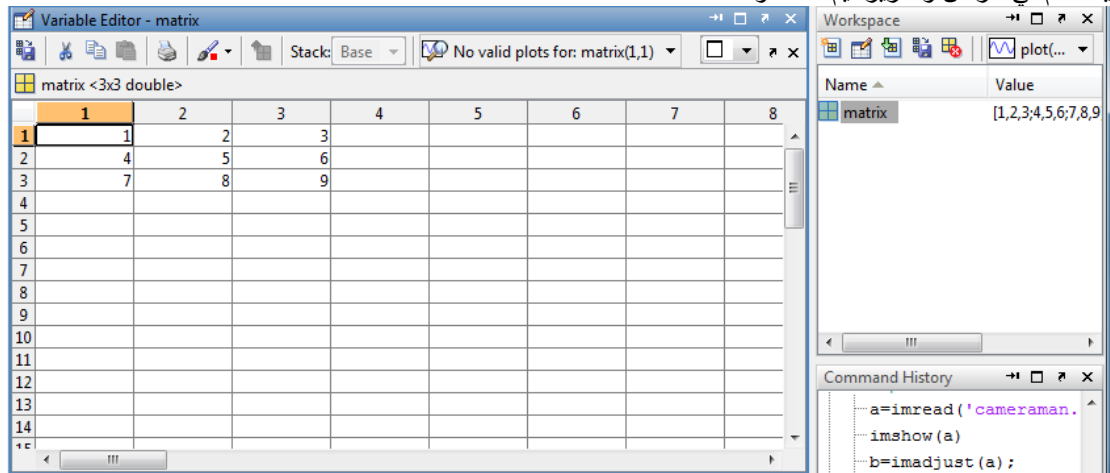 Variable Editor - matrix
Stack: Base No valid plots for: matrix(1,1)
matrix <3x3 double>
1 2 3 4 5 6 7 8
1 1 2 3
2 4 5 6
3 7 8 9
4
5
6
7
8
9
10
11
12
13
14
15
Workspace
plot(...
Name Value
matrix [1,2,3;4,5,6;7,8,9
Command History
a=imread('cameraman.
imshow(a)
b=imadjust(a);